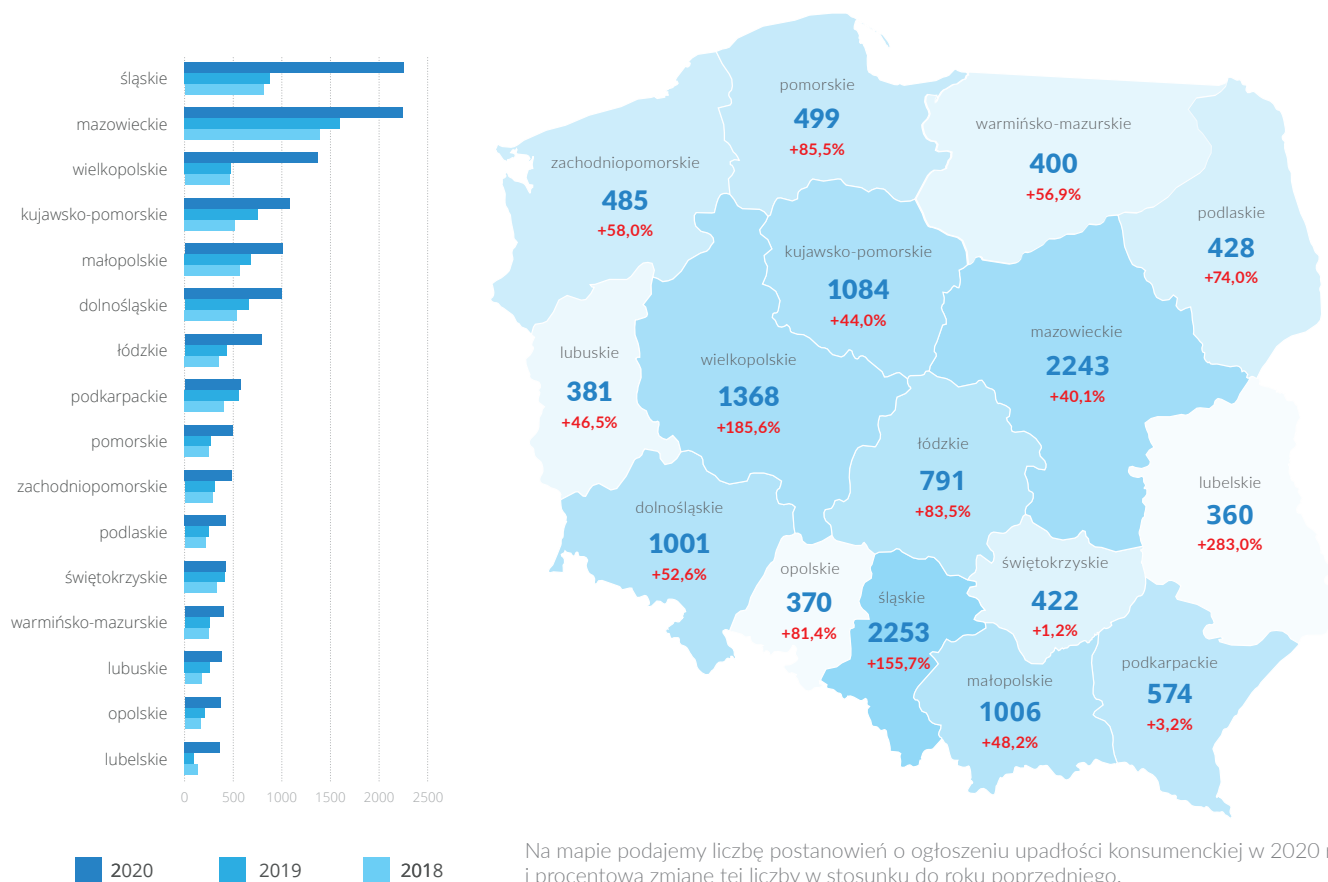 śląskie
mazowieckie
wielkopolskie
kujawsko-pomorskie
małopolskie
dolnośląskie
łódzkie
podkarpackie
pomorskie
zachodniopomorskie
podlaskie
świętokrzyskie
warmińsko-mazurskie
lubuskie
opolskie
lubelskie
0 500 1000 1500 2000 2500
2020 2019 2018
pomorskie
499
+85,5%
warmińsko-mazurskie
400
+56,9%
zachodniopomorskie
485
+58,0%
podlaskie
428
+74,0%
kujawsko-pomorskie
1084
+44,0%
mazowieckie
2243
+40,1%
lubuskie
381
+46,5%
wielkopolskie
1368
+185,6%
łódzkie
791
+83,5%
lubelskie
360
+283,0%
dolnośląskie
1001
+52,6%
opolskie
370
+81,4%
śląskie
2253
+155,7%
świętokrzyskie
422
+1,2%
małopolskie
1006
+48,2%
podkarpackie
574
+3,2%
Na mapie podajemy liczbę postanowień o ogłoszeniu upadłości konsumenckiej w 2020 r
i procentową zmianę tej liczby w stosunku do roku poprzedniego.